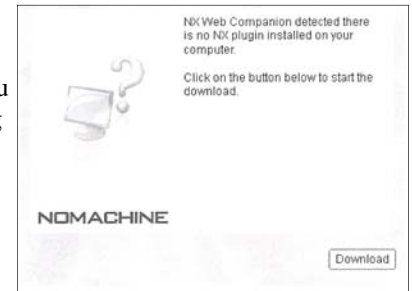 NX Web Companion detected there
is no NX plugin installed on your
computer.
Click on the button below to start the
download.
NOMACHINE
Download